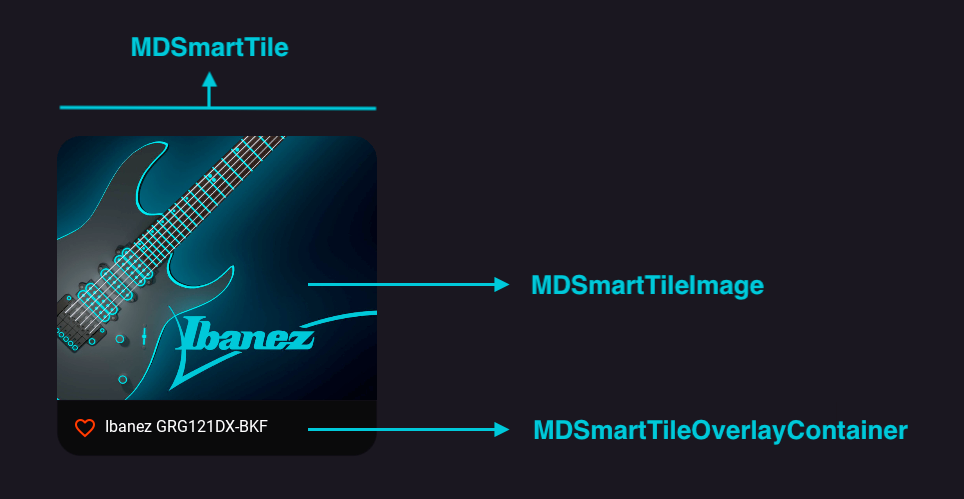 MDSmartTile
Ibanez
MDSmartTileImage
Ibanez GRG121DX-BKF
MDSmartTileOverlayContainer